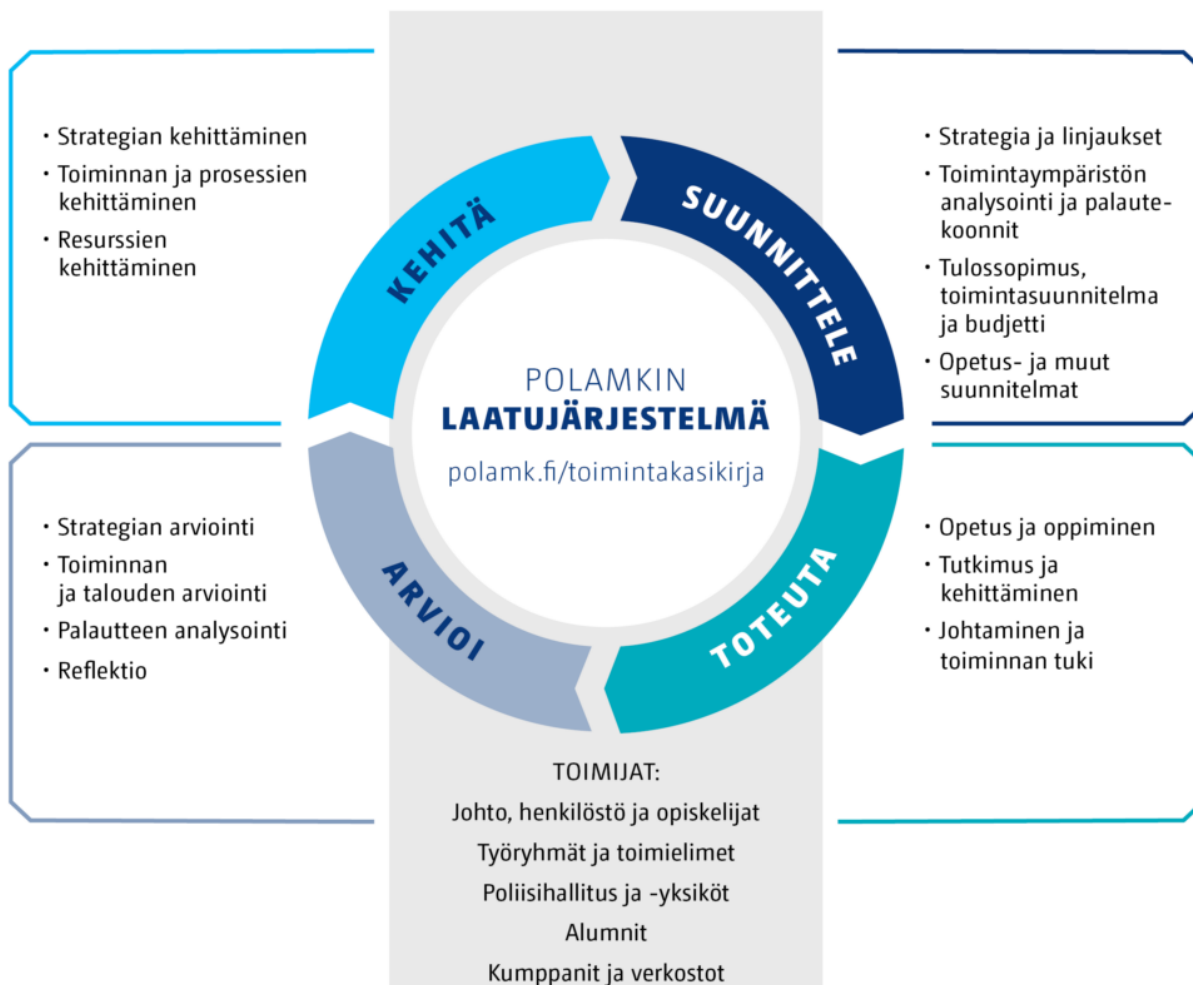 · Strategian kehittäminen
· Toiminnan ja prosessien
kehittäminen
· Resurssien
kehittäminen
KEHITÄ
SUUNNITTELE
· Strategia ja linjaukset
· Toimintaympäristön
analysointi ja palaute-
koonnit
· Tulossopimus,
toimintasuunnitelma
ja budjetti
· Opetus- ja muut
suunnitelmat
POLAMKIN
LAATUJÄRJESTELMÄ
polamk.fi/toimintakasikirja
· Strategian arviointi
· Toiminnan
ja talouden arviointi
· Palautteen analysointi
· Reflektio
ARVIOI
TOTEUTA
· Opetus ja oppiminen
· Tutkimus ja
kehittäminen
· Johtaminen ja
toiminnan tuki
TOIMIJAT:
Johto, henkilöstö ja opiskelijat
Työryhmät ja toimielimet
Poliisihallitus ja -yksiköt
Alumnit
Kumppanit ja verkostot